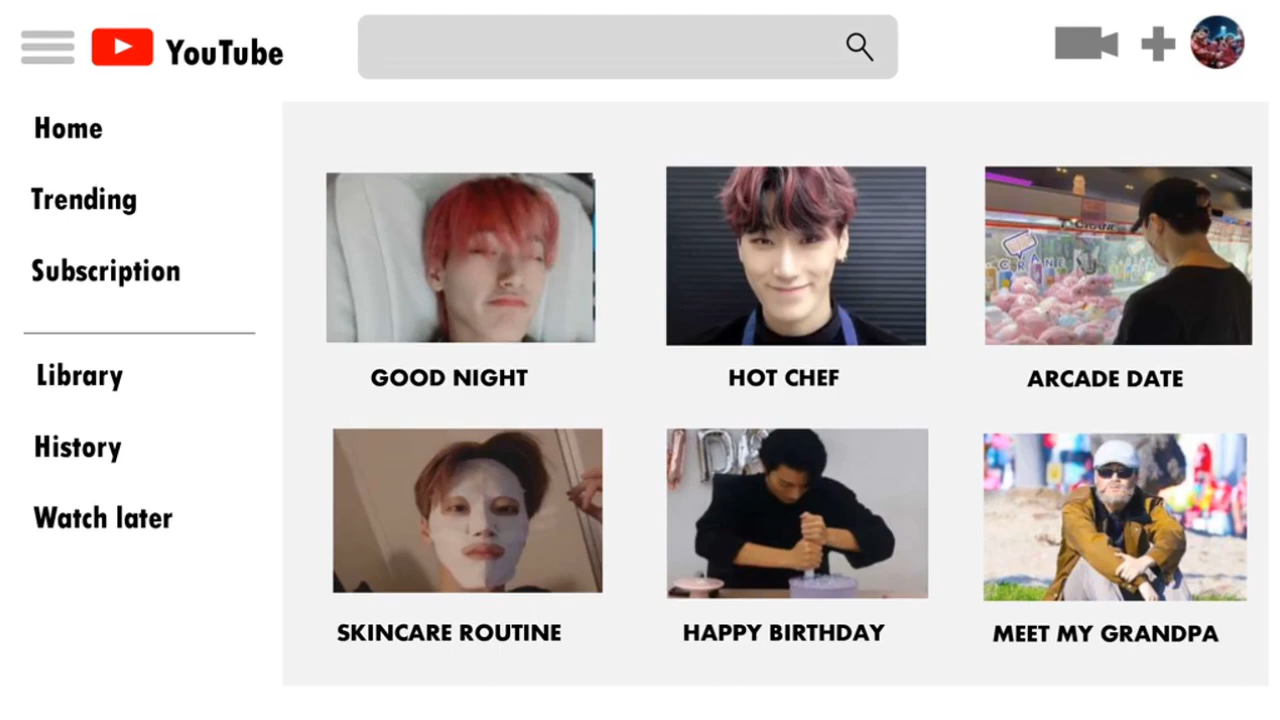 YouTube
Home
Trending
Subscription
Library
History
Watch later
GOOD NIGHT
HOT CHEF
CRANE
ARCADE DATE
SKINCARE ROUTINE
HAPPY BIRTHDAY
MEET MY GRANDPA